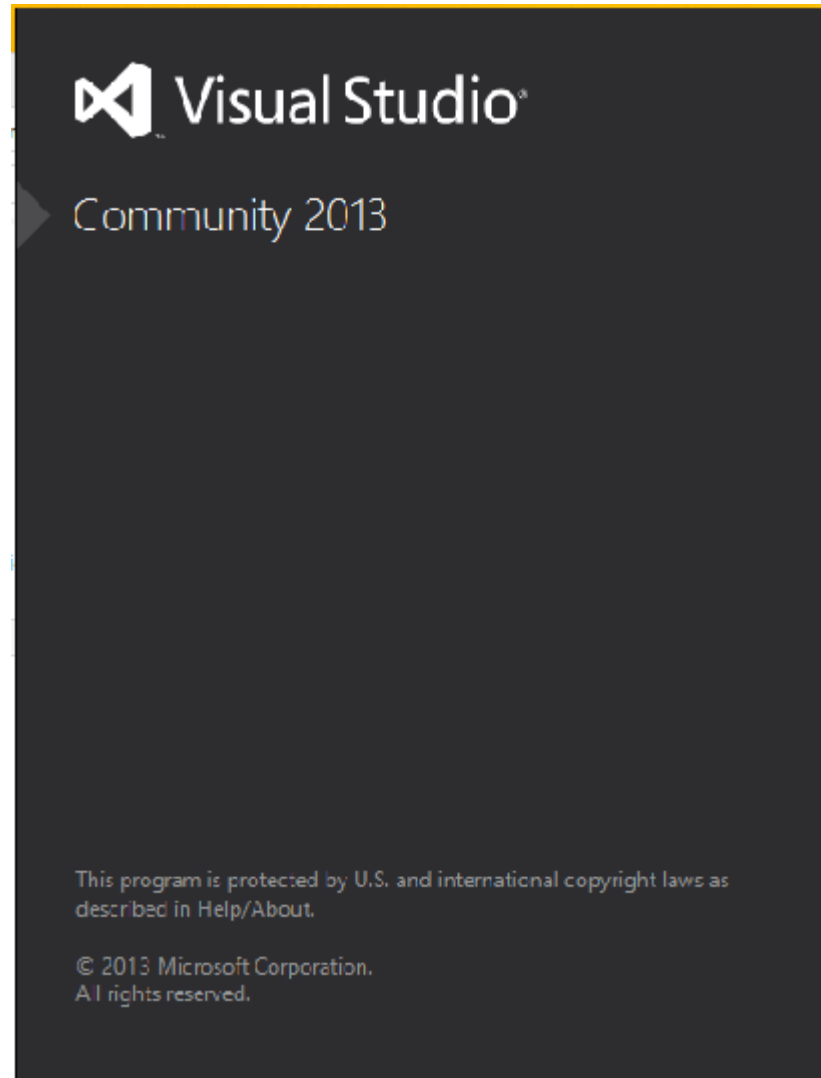 Visual Studio®
Community 2013
This program is protected by U.S. and international copyright laws as
described in Help/About.
© 2013 Microsoft Corporation.
All rights reserved.